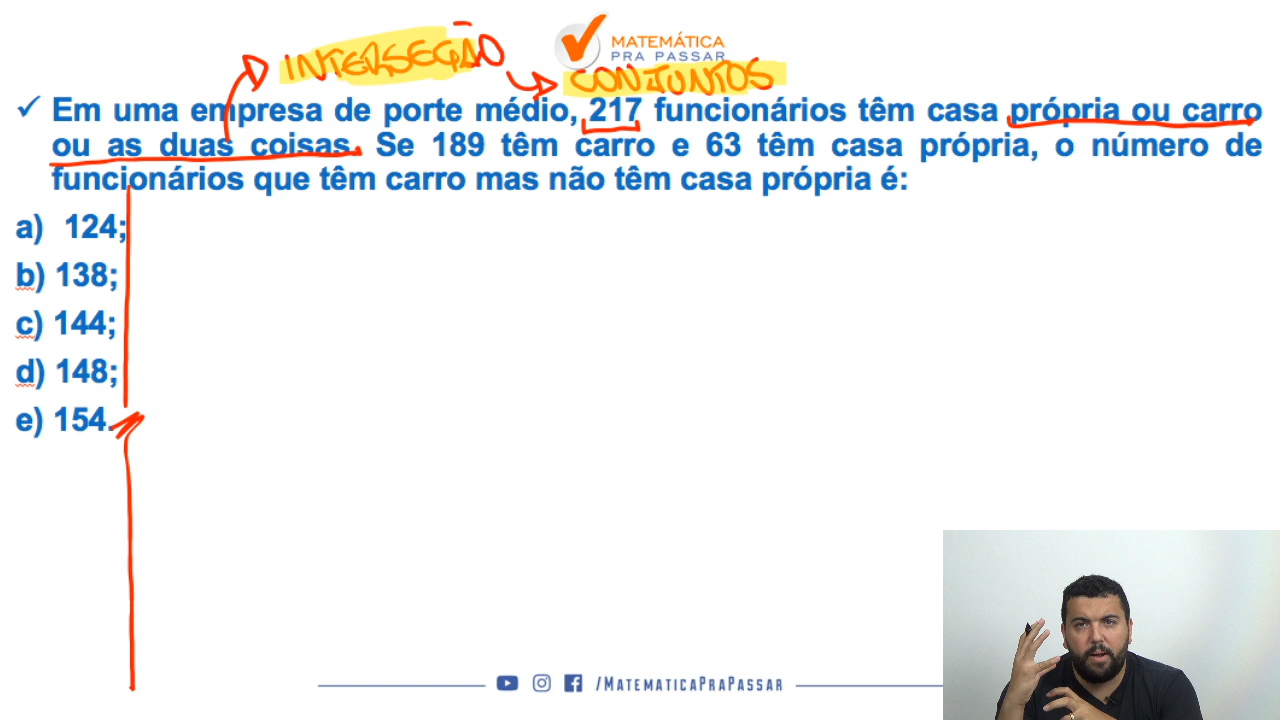 INTERSEÇÃO
CONJUNTOS
MATEMÁTICA
PRA PASSAR
✓ Em uma empresa de porte médio, 217 funcionários têm casa própria ou carro
ou as duas coisas. Se 189 têm carro e 63 têm casa própria, o número de
funcionários que têm carro mas não têm casa própria é:
a) 124;
b) 138;
c) 144;
d) 148;
e) 154.
/MATEMATICAPRAPASSAR